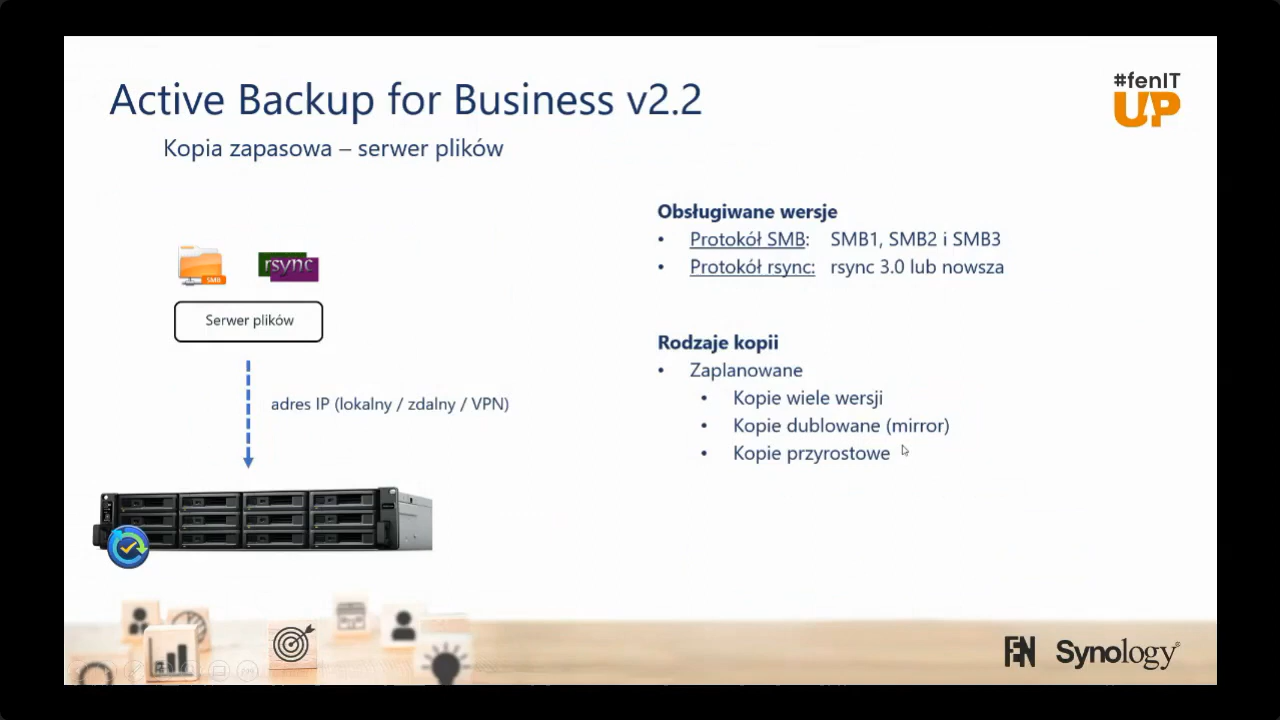 #fenIT
UP
Active Backup for Business v2.2
Kopia zapasowa – serwer plików
SMB
rsync
Serwer plików
adres IP (lokalny / zdalny / VPN)
Obsługiwane wersje
• Protokół SMB: SMB1, SMB2 i SMB3
• Protokół rsync: rsync 3.0 lub nowsza
Rodzaje kopii
• Zaplanowane
• Kopie wiele wersji
• Kopie dublowane (mirror)
• Kopie przyrostowe
FEN Synology®